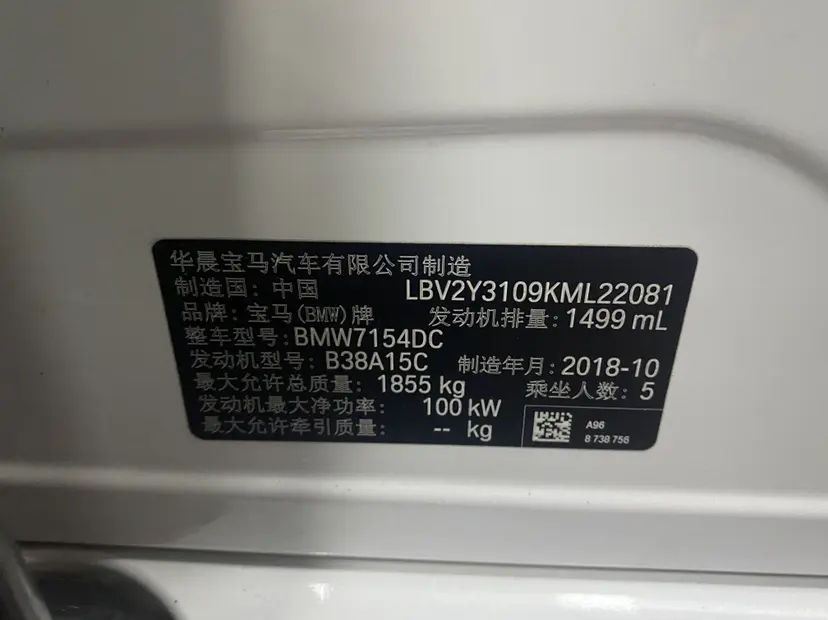 华晨宝马汽车有限公司制造
制造国: 中国 LBV2Y3109KML22081
品牌: 宝马(BMW)牌 发动机排量: 1499 mL
整车型号: BMW7154DC
发动机型号: B38A15C 制造年月: 2018-10
最大允许总质量: 1855 kg 乘坐人数: 5
发动机最大净功率: 100 kW
最大允许牵引质量: -- kg
A96
8 738 756